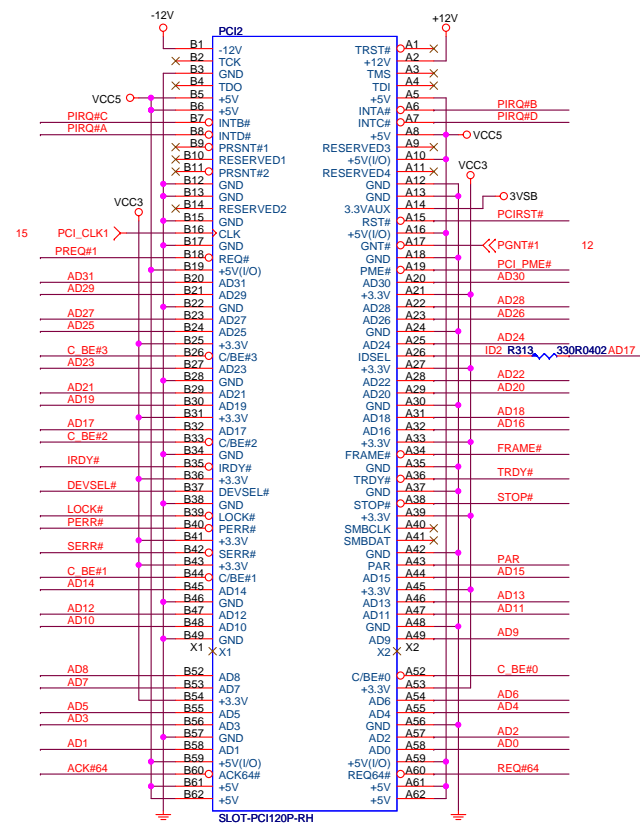 -12V +12V
PCI2
B1 -12V TRST# A1
B2 TCK +12V A2
B3 GND TMS A3
B4 TDO TDI A4
VCC5 B5 +5V +5V A5
B6 +5V INTA# A6 PIRQ#B
PIRQ#C B7 INTB# INTC# A7 PIRQ#D
PIRQ#A B8 INTD# +5V A8 VCC5
B9 PRSNT#1 RESERVED3 A9
B10 RESERVED1 +5V(I/O) A10
B11 PRSNT#2 RESERVED4 A11
VCC3
B12 GND GND A12
B13 GND GND A13
VCC3 B14 RESERVED2 3.3VAUX A14 3VSB
B15 GND RST# A15 PCIRST#
15 PCI_CLK1 B16 CLK +5V(I/O) A16
B17 GND GNT# A17 PGNT#1 12
PREQ#1 B18 REQ# GND A18
B19 +5V(I/O) PME# A19 PCI_PME#
AD31 B20 AD31 AD30 A20 AD30
AD29 B21 AD29 +3.3V A21
B22 GND AD28 A22 AD28
AD27 B23 AD27 AD26 A23 AD26
AD25 B24 AD25 GND A24
B25 +3.3V AD24 A25 AD24
C_BE#3 B26 C/BE#3 IDSEL A26 ID2 R313 330R0402 AD17
AD23 B27 AD23 +3.3V A27
B28 GND AD22 A28 AD22
AD21 B29 AD21 AD20 A29 AD20
AD19 B30 AD19 GND A30
B31 +3.3V AD18 A31 AD18
AD17 B32 AD17 AD16 A32 AD16
C_BE#2 B33 C/BE#2 +3.3V A33
B34 GND FRAME# A34 FRAME#
IRDY# B35 IRDY# GND A35
B36 +3.3V TRDY# A36 TRDY#
DEVSEL# B37 DEVSEL# GND A37
B38 GND STOP# A38 STOP#
LOCK# B39 LOCK# +3.3V A39
PERR# B40 PERR# SMBCLK A40
B41 +3.3V SMBDAT A41
SERR# B42 SERR# GND A42
B43 +3.3V PAR A43 PAR
C_BE#1 B44 C/BE#1 AD15 A44 AD15
AD14 B45 AD14 +3.3V A45
B46 GND AD13 A46 AD13
AD12 B47 AD12 AD11 A47 AD11
AD10 B48 AD10 GND A48
B49 GND AD9 A49 AD9
X1 X1 X2 X2
AD8 B52 AD8 C/BE#0 A52 C_BE#0
AD7 B53 AD7 +3.3V A53
B54 +3.3V AD6 A54 AD6
AD5 B55 AD5 AD4 A55 AD4
AD3 B56 AD3 GND A56
B57 GND AD2 A57 AD2
AD1 B58 AD1 AD0 A58 AD0
B59 +5V(I/O) +5V(I/O) A59
ACK#64 B60 ACK64# REQ64# A60 REQ#64
B61 +5V +5V A61
B62 +5V +5V A62
SLOT-PCI120P-RH